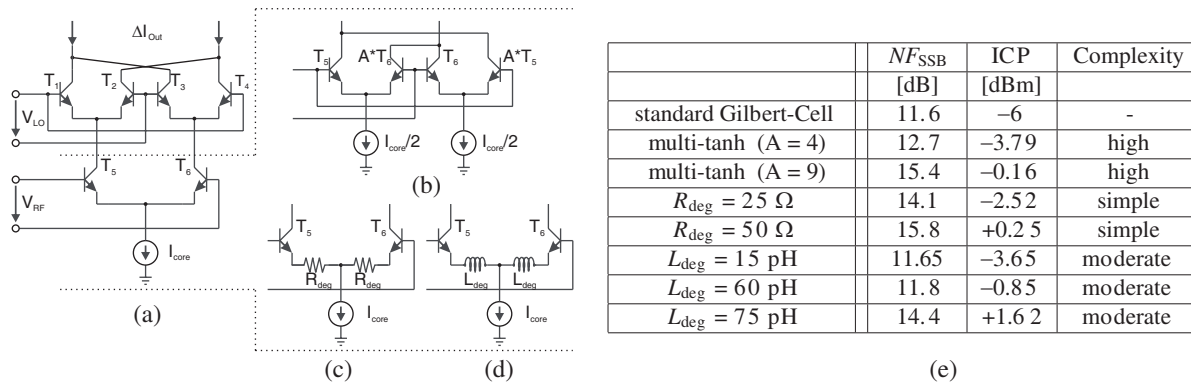 ΔI_Out
T_1 T_2 T_3 T_4
V_LO
T_5 T_6
V_RF
I_core
(a)
T_5 A*T_6 T_6 A*T_5
I_core/2 I_core/2
(b)
T_5 T_6
R_deg R_deg
I_core
(c)
T_5 T_6
L_deg L_deg
I_core
(d)
NF_SSB ICP Complexity
[dB] [dBm]
standard Gilbert-Cell 11.6 –6 -
multi-tanh (A = 4) 12.7 –3.79 high
multi-tanh (A = 9) 15.4 –0.16 high
R_deg = 25 Ω 14.1 –2.52 simple
R_deg = 50 Ω 15.8 +0.25 simple
L_deg = 15 pH 11.65 –3.65 moderate
L_deg = 60 pH 11.8 –0.85 moderate
L_deg = 75 pH 14.4 +1.62 moderate
(e)